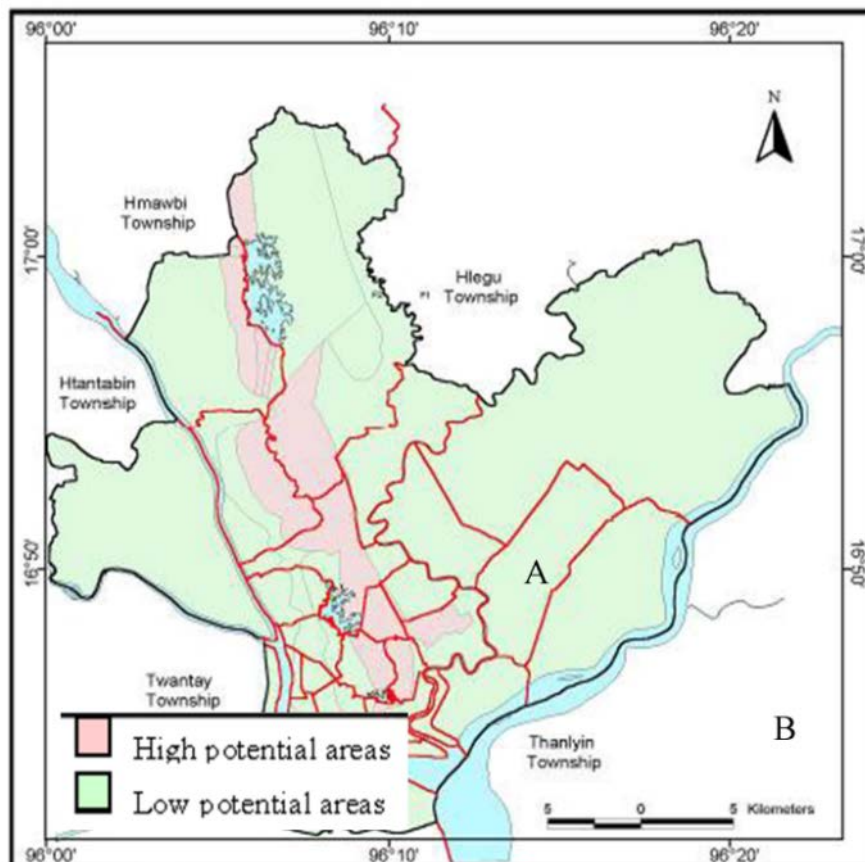 96°00' 96°10' 96°20'
N
Hmawbi
Township
17°00' 17°00'
Hlegu
Township
P2 P1
Htantabin
Township
16°50' 16°50'
A
Twantay
Township
B
Thanlyin
Township
High potential areas
Low potential areas
5 0 5 Kilometers
96°00' 96°10' 96°20'